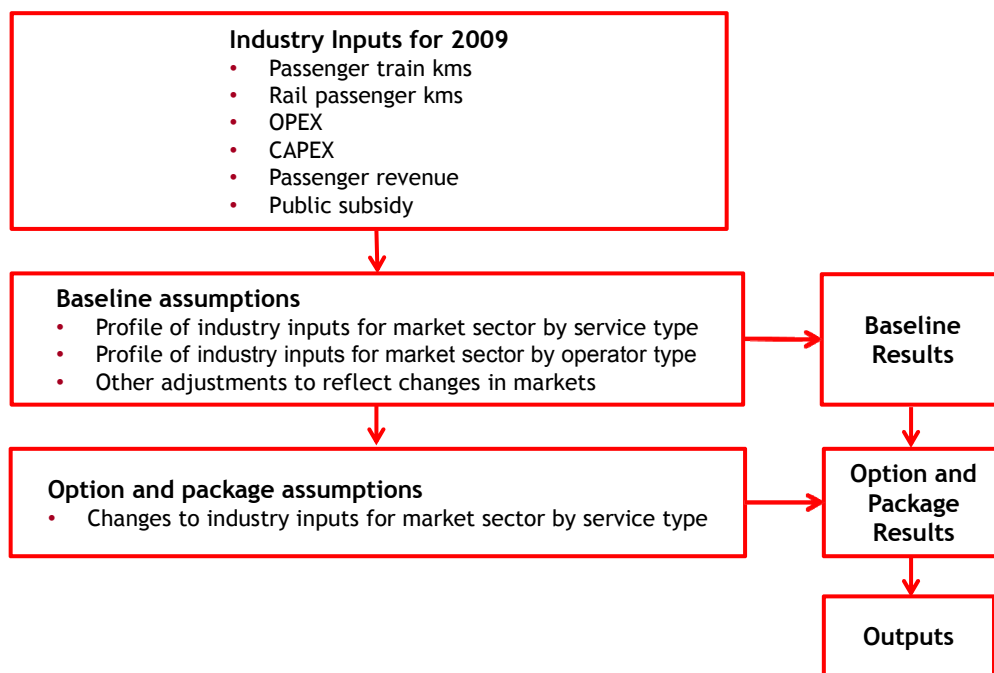 Industry Inputs for 2009
• Passenger train kms
• Rail passenger kms
• OPEX
• CAPEX
• Passenger revenue
• Public subsidy
Baseline assumptions
• Profile of industry inputs for market sector by service type
• Profile of industry inputs for market sector by operator type
• Other adjustments to reflect changes in markets
Baseline
Results
Option and package assumptions
• Changes to industry inputs for market sector by service type
Option and
Package
Results
Outputs